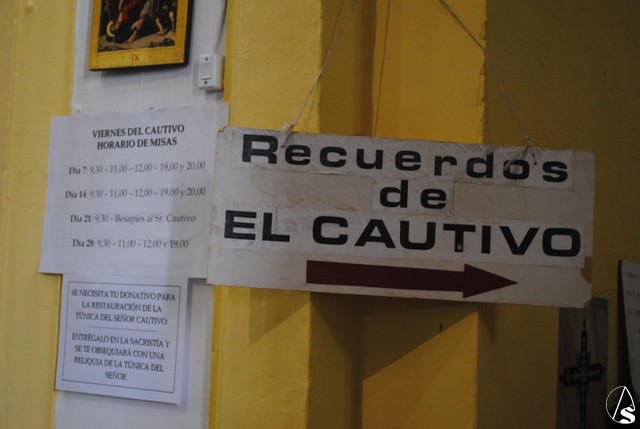 IX
VIERNES DEL CAUTIVO
HORARIO DE MISAS
Día 7: 9,30 – 11,00 – 12,00 – 19,00 y 20,00
Día 14: 9,30 – 11,00 – 12,00 – 19,00 y 20,00
Día 21: 9,30 – Besapies al Sr. Cautivo
Día 28: 9,30 – 11,00 – 12,00 y 19,00
SE NECESITA TU DONATIVO PARA
LA RESTAURACIÓN DE LA
TÚNICA DEL SEÑOR CAUTIVO.
ENTRÉGALO EN LA SACRISTÍA Y
SE TE OBSEQUIARÁ CON UNA
RELIQUIA DE LA TÚNICA DEL
SEÑOR.
Recuerdos
de
EL CAUTIVO